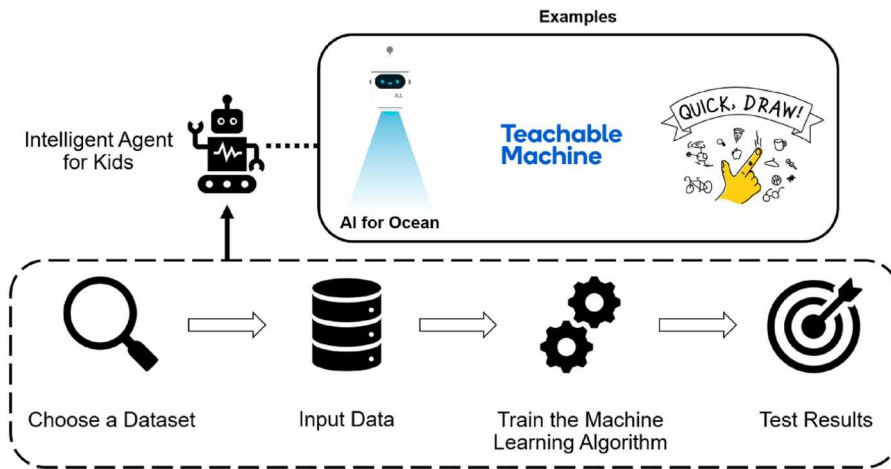 Examples
Intelligent Agent
for Kids
A.I.
AI for Ocean
Teachable
Machine
QUICK, DRAW!
Choose a Dataset
Input Data
Train the Machine
Learning Algorithm
Test Results